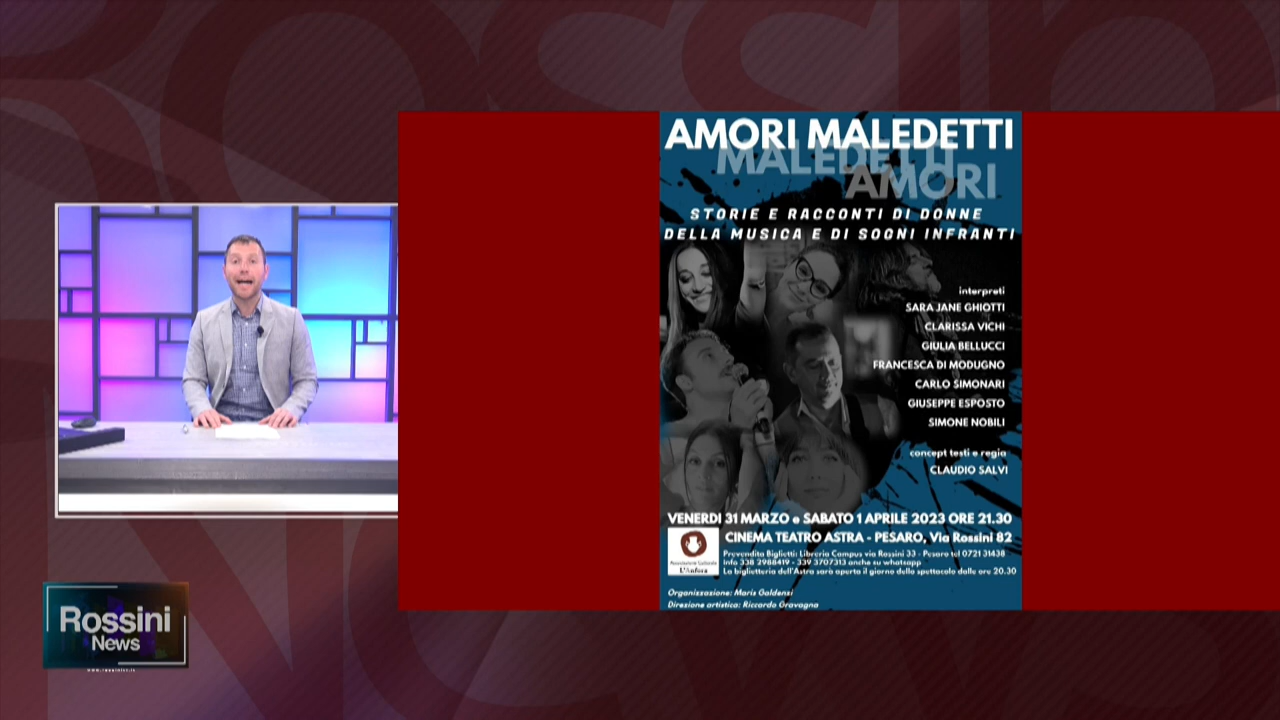 AMORI MALEDETTI
MALEDETTI
AMORI
STORIE E RACCONTI DI DONNE
DELLA MUSICA E DI SOGNI INFRANTI
interpreti
SARA JANE GHIOTTI
CLARISSA VICHI
GIULIA BELLUCCI
FRANCESCA DI MODUGNO
CARLO SIMONARI
GIUSEPPE ESPOSTO
SIMONE NOBILI
concept testi e regia
CLAUDIO SALVI
VENERDI 31 MARZO e SABATO 1 APRILE 2023 ORE 21.30
CINEMA TEATRO ASTRA - PESARO, Via Rossini 82
Prevendita Biglietti: Libreria Campus via Rossini 33 - Pesaro tel 0721 31438
Info 338 2988419 - 339 3707313 anche su whatsapp
La biglietteria dell'Astra sarà aperta il giorno dello spettacolo dalle ore 20.30
Associazione Culturale
L'Anfora
Organizzazione: Maris Galdenzi
Direzione artistica: Riccardo Gravagna
Rossini
News